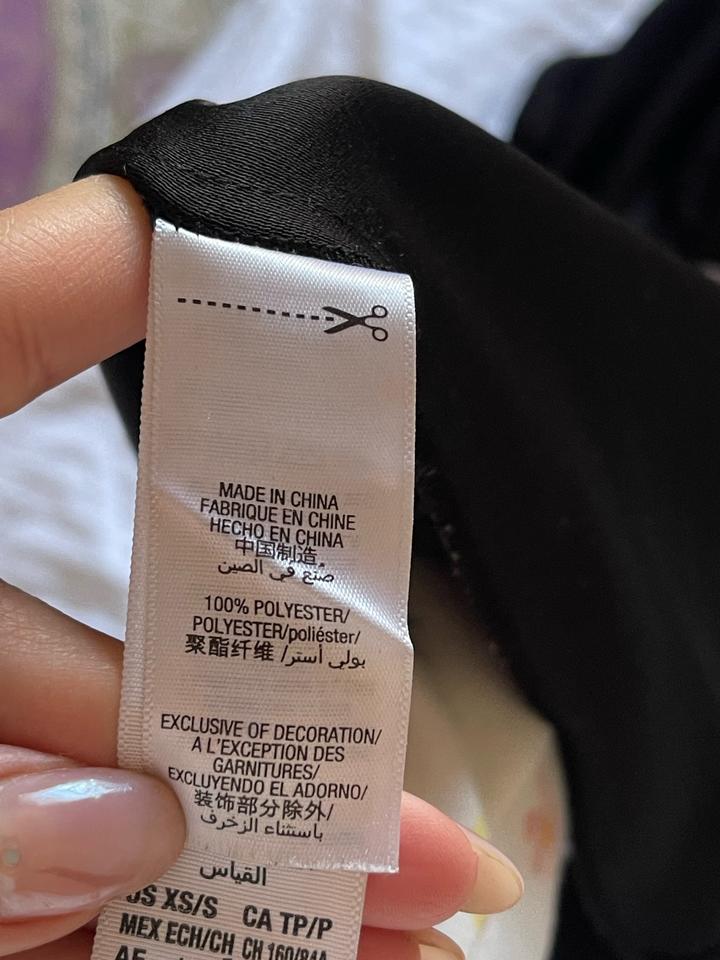 MADE IN CHINA
FABRIQUE EN CHINE
HECHO EN CHINA
中国制造
صنع في الصين
100% POLYESTER/
POLYESTER/poliéster/
聚酯纤维 /بولي أستر
EXCLUSIVE OF DECORATION/
A L'EXCEPTION DES
GARNITURES/
EXCLUYENDO EL ADORNO/
装饰部分除外/
باستثناء الزخرف
القياس
US XS/S CA TP/P
MEX ECH/CH CH 160/84A